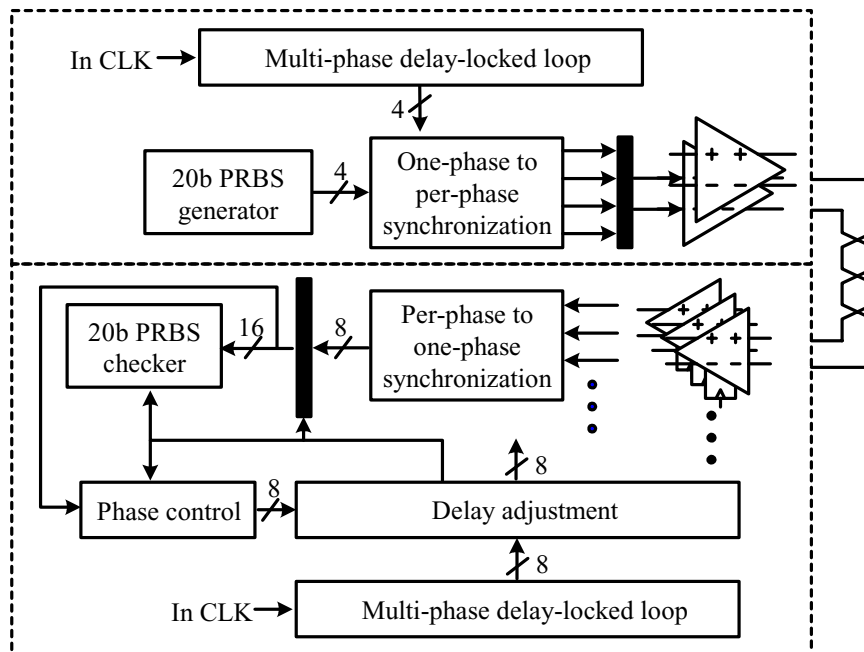 In CLK
Multi-phase delay-locked loop
4
20b PRBS
generator
4
One-phase to
per-phase
synchronization
+ +
− −
20b PRBS
checker
16
8
Per-phase to
one-phase
synchronization
+ +
+ +
− −
Phase control
8
Delay adjustment
8
8
In CLK
Multi-phase delay-locked loop